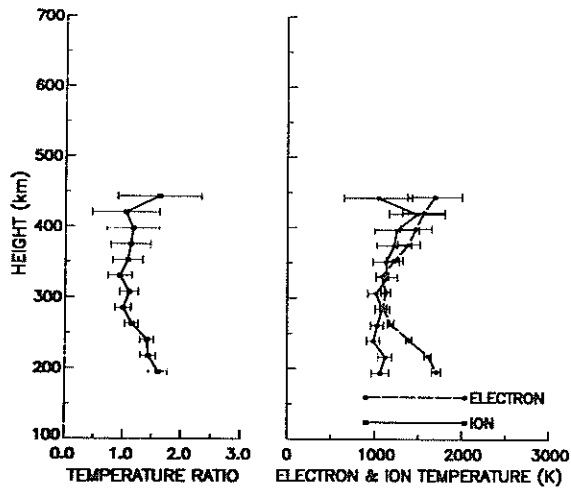 700
600
500
400
300
200
100
HEIGHT (km)
0.0 1.0 2.0 3.0
TEMPERATURE RATIO
ELECTRON
ION
0 1000 2000 3000
ELECTRON & ION TEMPERATURE (K)